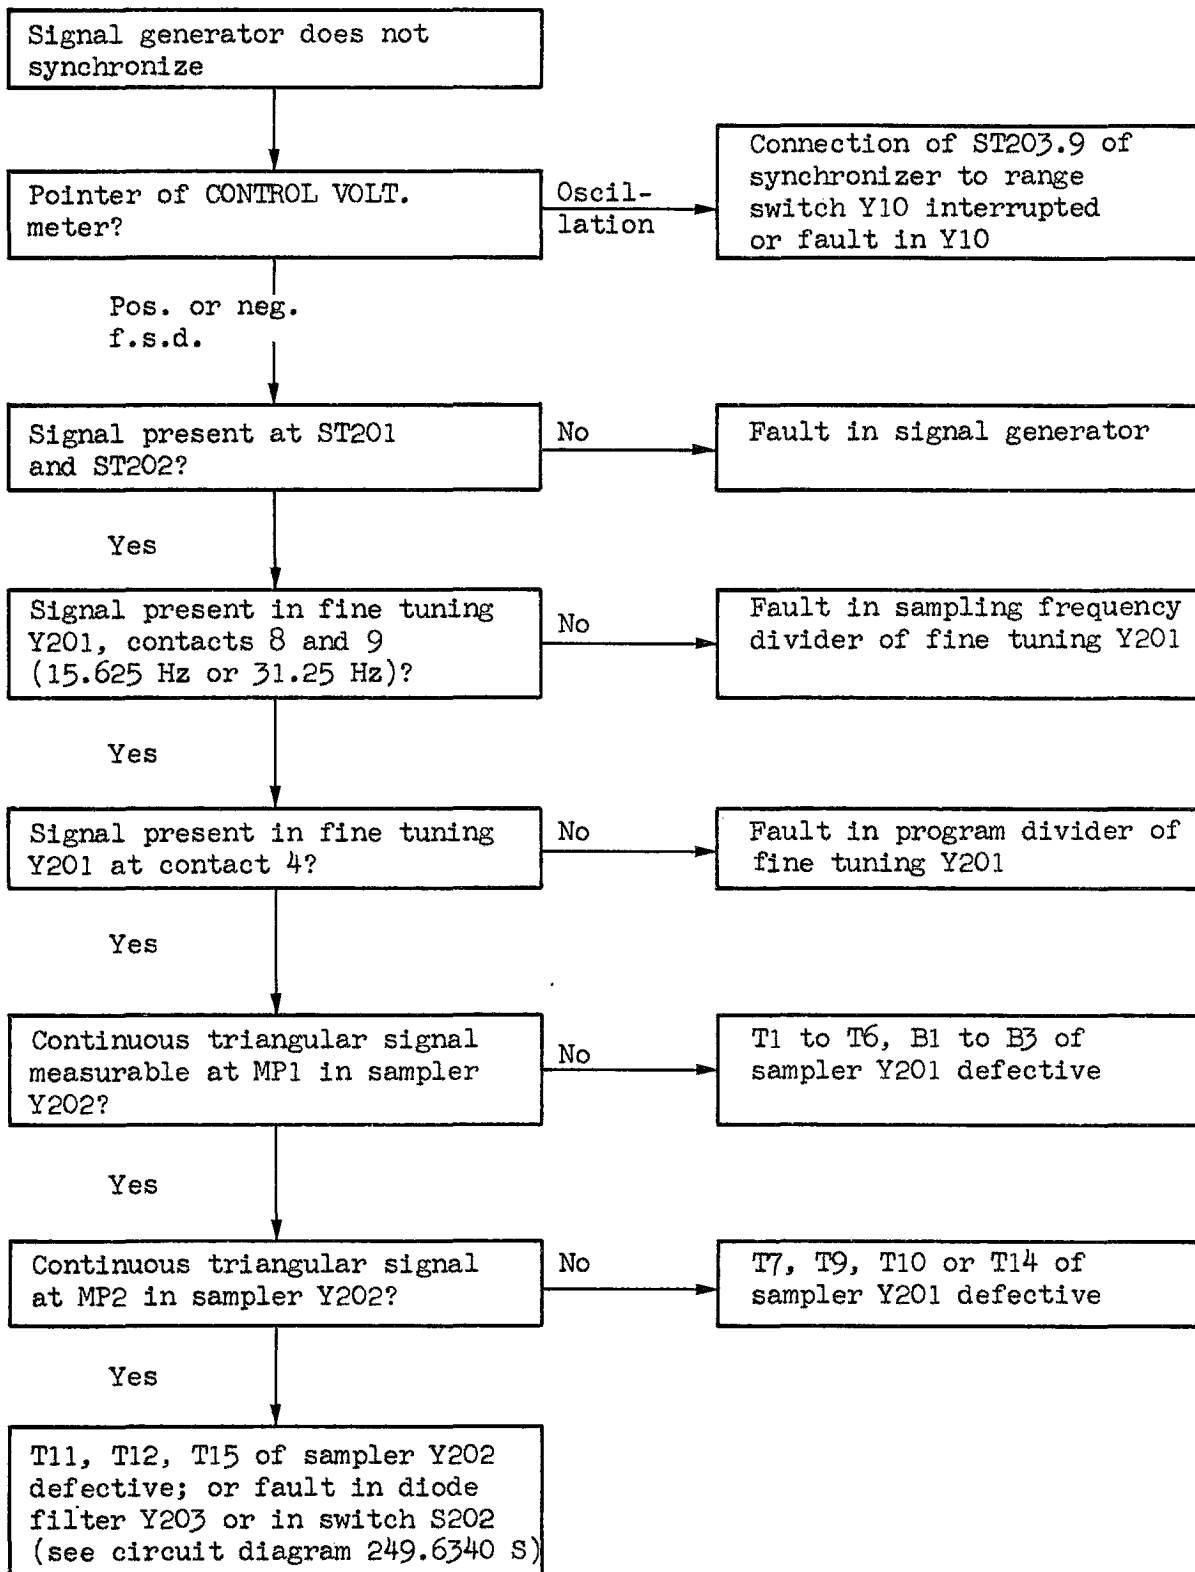 Signal generator does not
synchronize
Pointer of CONTROL VOLT.
meter?
Oscil-
lation
Connection of ST203.9 of
synchronizer to range
switch Y10 interrupted
or fault in Y10
Pos. or neg.
f.s.d.
Signal present at ST201
and ST202?
No
Fault in signal generator
Yes
Signal present in fine tuning
Y201, contacts 8 and 9
(15.625 Hz or 31.25 Hz)?
No
Fault in sampling frequency
divider of fine tuning Y201
Yes
Signal present in fine tuning
Y201 at contact 4?
No
Fault in program divider of
fine tuning Y201
Yes
Continuous triangular signal
measurable at MP1 in sampler
Y202?
No
T1 to T6, B1 to B3 of
sampler Y201 defective
Yes
Continuous triangular signal
at MP2 in sampler Y202?
No
T7, T9, T10 or T14 of
sampler Y201 defective
Yes
T11, T12, T15 of sampler Y202
defective; or fault in diode
filter Y203 or in switch S202
(see circuit diagram 249.6340 S)